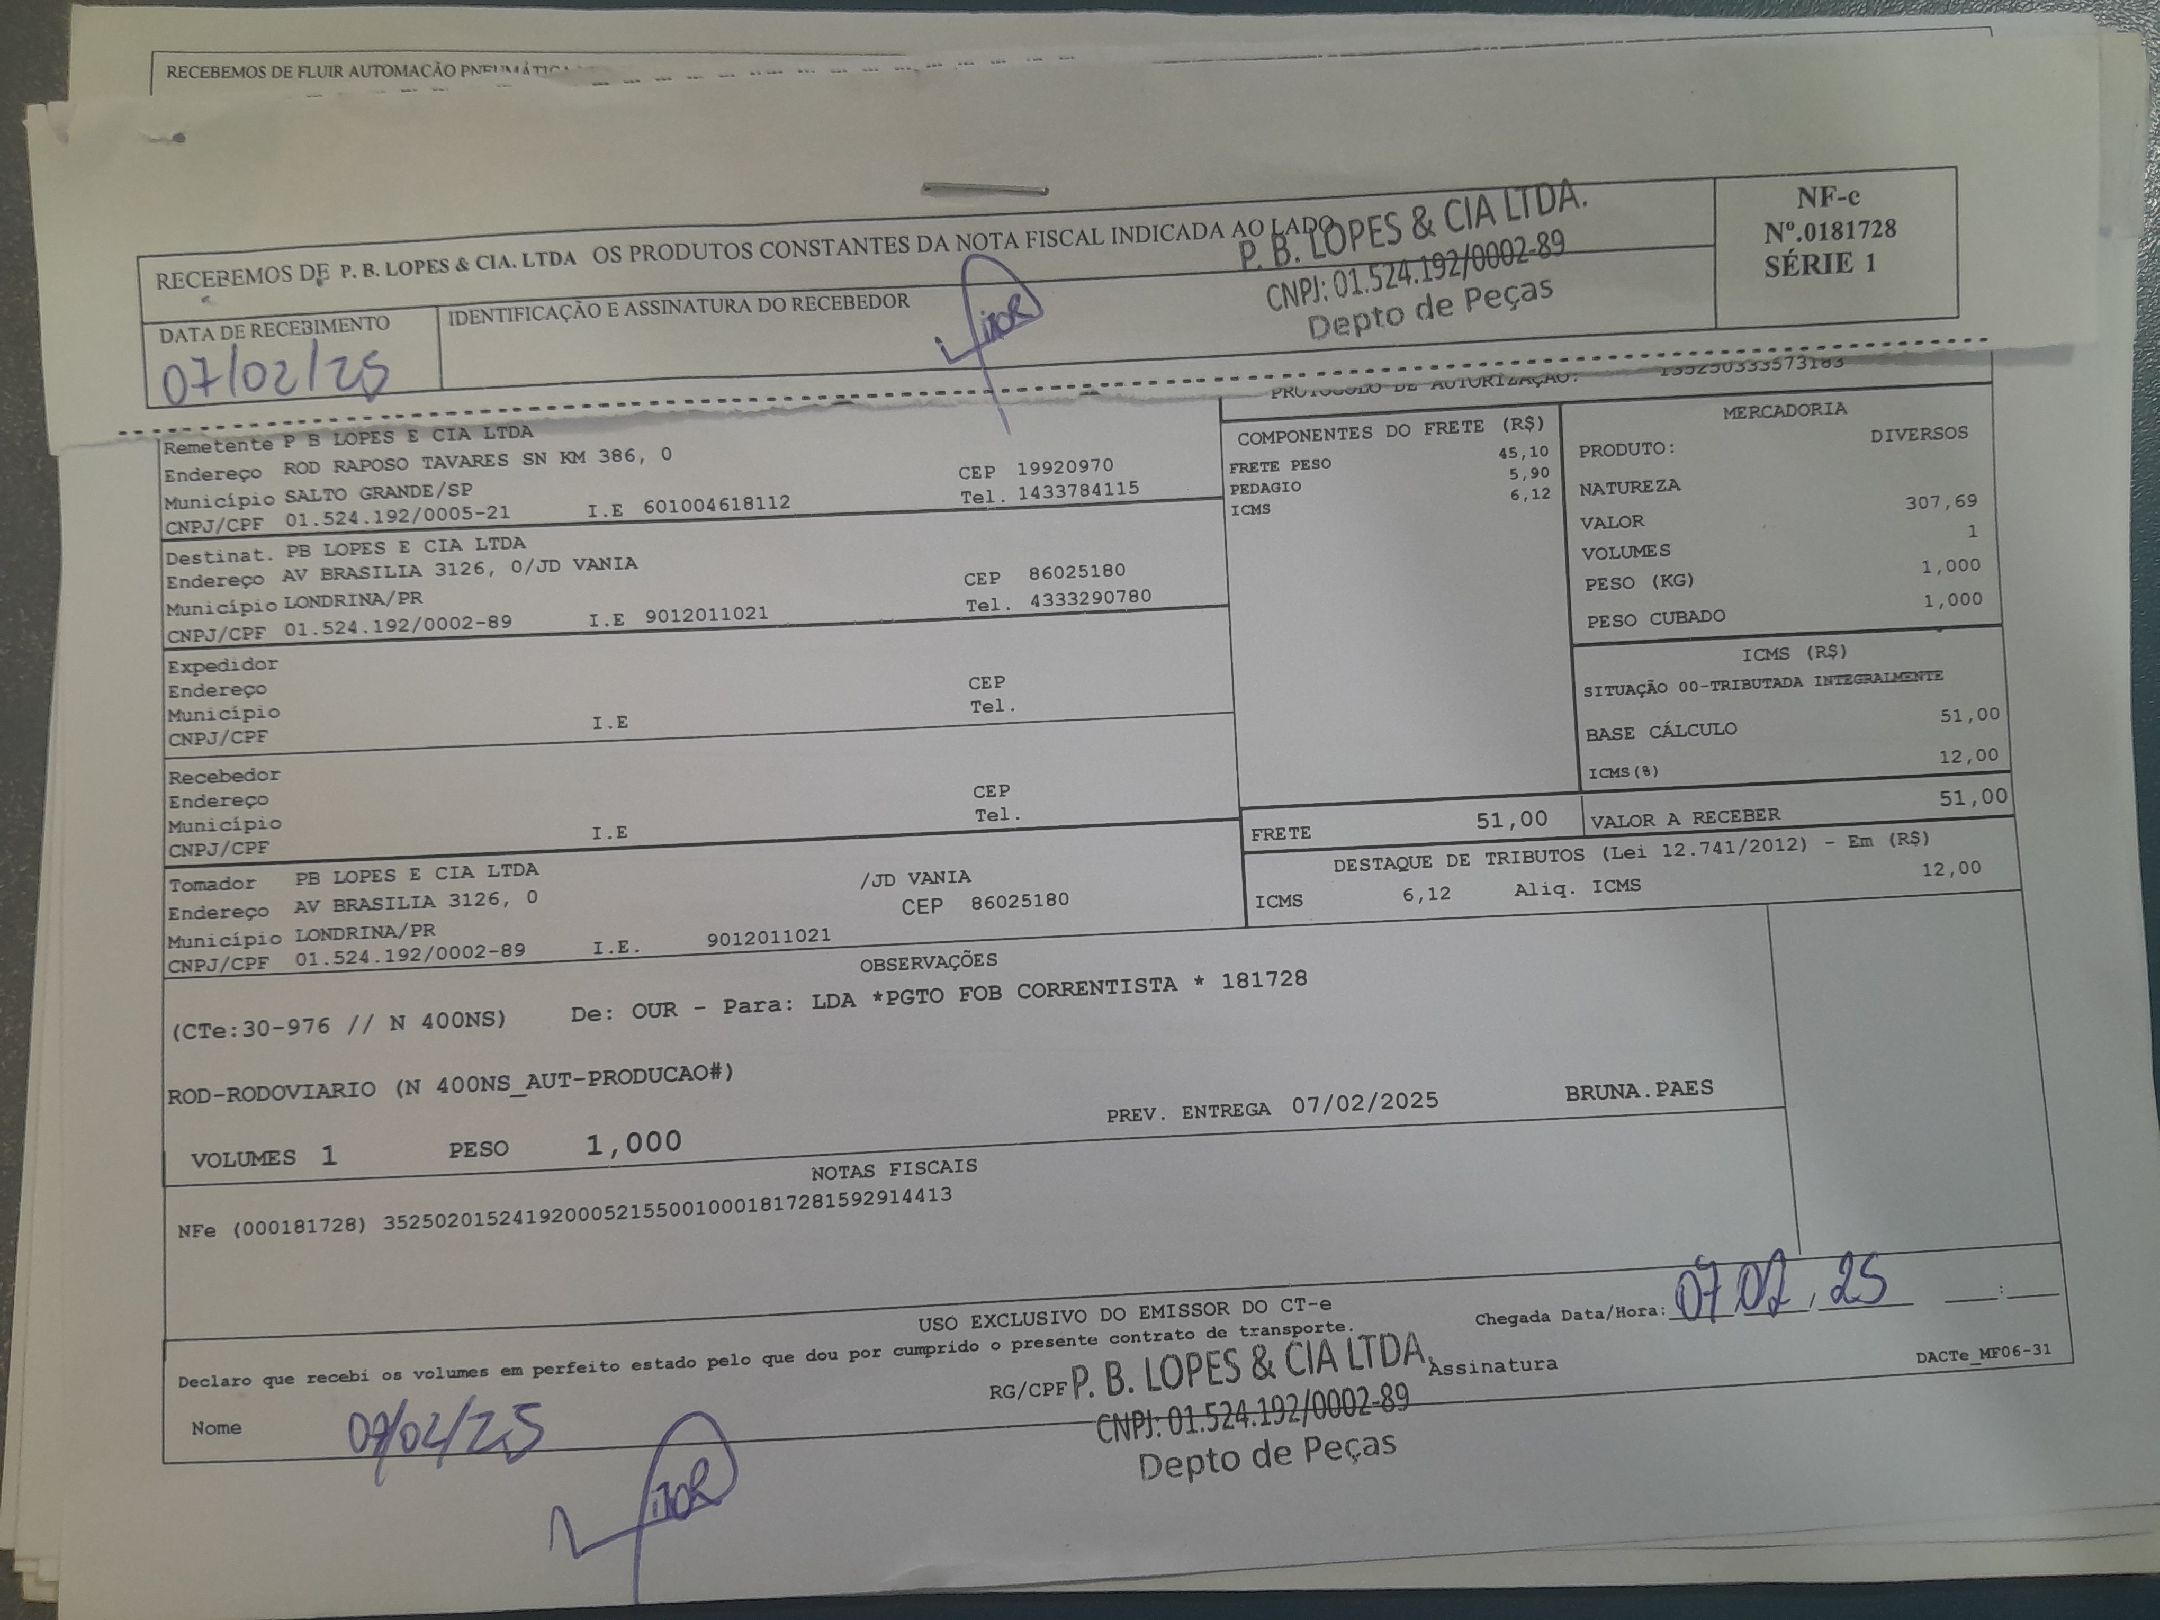 RECEBEMOS DE FLUIR AUTOMAÇÃO PNEUMÁTICA
RECEBEMOS DE P. B. LOPES & CIA. LTDA OS PRODUTOS CONSTANTES DA NOTA FISCAL INDICADA AO LADO
NF-e
Nº.0181728
SÉRIE 1
P. B. LOPES & CIA LTDA.
CNPJ: 01.524.192/0002-89
Depto de Peças
DATA DE RECEBIMENTO
07/02/25
IDENTIFICAÇÃO E ASSINATURA DO RECEBEDOR
PROTOCOLO DE AUTORIZAÇÃO: 135250333573183
Remetente P B LOPES E CIA LTDA
Endereço ROD RAPOSO TAVARES SN KM 386, 0 CEP 19920970
Município SALTO GRANDE/SP Tel. 1433784115
CNPJ/CPF 01.524.192/0005-21 I.E 601004618112
Destinat. PB LOPES E CIA LTDA
Endereço AV BRASILIA 3126, 0/JD VANIA CEP 86025180
Município LONDRINA/PR Tel. 4333290780
CNPJ/CPF 01.524.192/0002-89 I.E 9012011021
Expedidor
Endereço CEP
Município Tel.
CNPJ/CPF I.E
Recebedor
Endereço CEP
Município Tel.
CNPJ/CPF I.E
Tomador PB LOPES E CIA LTDA /JD VANIA
Endereço AV BRASILIA 3126, 0 CEP 86025180
Município LONDRINA/PR
CNPJ/CPF 01.524.192/0002-89 I.E. 9012011021
COMPONENTES DO FRETE (R$)
FRETE PESO 45,10
PEDAGIO 5,90
ICMS 6,12
MERCADORIA
PRODUTO: DIVERSOS
NATUREZA
VALOR 307,69
VOLUMES 1
PESO (KG) 1,000
PESO CUBADO 1,000
ICMS (R$)
SITUAÇÃO 00-TRIBUTADA INTEGRALMENTE
BASE CÁLCULO 51,00
ICMS(%) 12,00
FRETE 51,00 VALOR A RECEBER 51,00
DESTAQUE DE TRIBUTOS (Lei 12.741/2012) - Em (R$)
ICMS 6,12 Aliq. ICMS 12,00
OBSERVAÇÕES
(CTe:30-976 // N 400NS) De: OUR - Para: LDA *PGTO FOB CORRENTISTA * 181728
ROD-RODOVIARIO (N 400NS_AUT-PRODUCAO#)
PREV. ENTREGA 07/02/2025 BRUNA.PAES
VOLUMES 1 PESO 1,000
NOTAS FISCAIS
NFe (000181728) 35250201524192000521550010001817281592914413
USO EXCLUSIVO DO EMISSOR DO CT-e
Declaro que recebi os volumes em perfeito estado pelo que dou por cumprido o presente contrato de transporte.
Chegada Data/Hora: 07 02, 25 :
RG/CPF Assinatura
P. B. LOPES & CIA LTDA.
CNPJ: 01.524.192/0002-89
Depto de Peças
DACTe_MF06-31
Nome 07/02/25